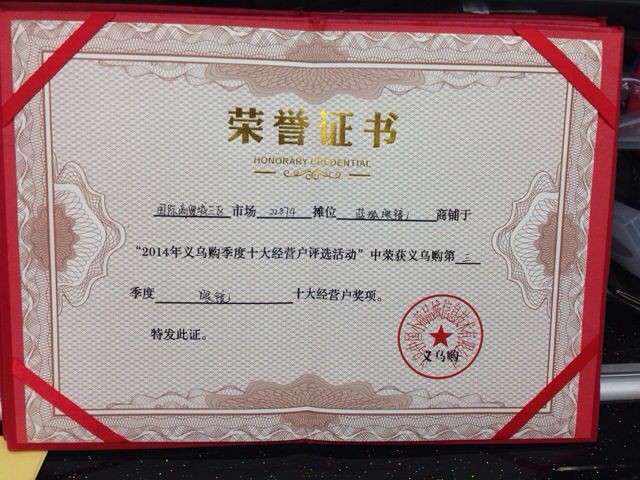 荣誉证书
HONORARY CREDENTIAL
国际商贸城三区 市场 22874 摊位 蓝狐眼镜厂 商铺于
“2014年义乌购季度十大经营户评选活动”中荣获义乌购第 三
季度 眼镜 十大经营户奖项。
特发此证。
义乌购